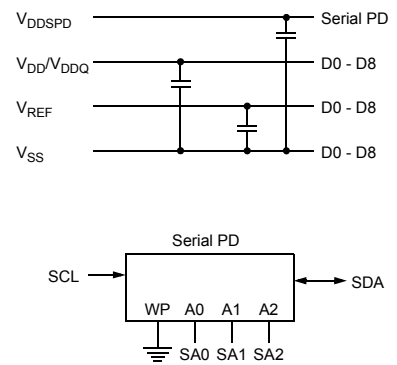 VDDSPD Serial PD
VDD/VDDQ D0 - D8
VREF D0 - D8
VSS D0 - D8
Serial PD
SCL SDA
WP A0 A1 A2
SA0 SA1 SA2